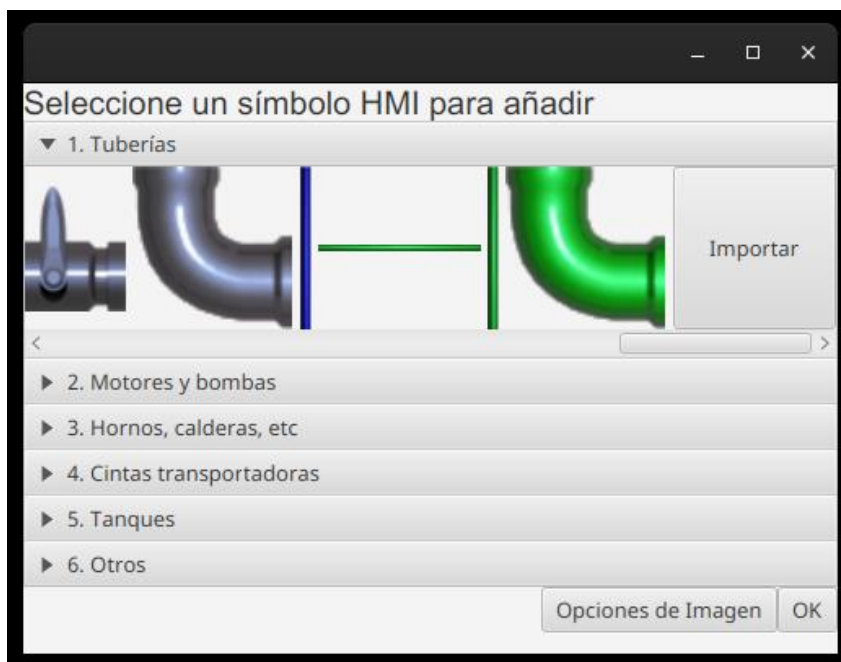 Seleccione un símbolo HMI para añadir
1. Tuberías
Importar
2. Motores y bombas
3. Hornos, calderas, etc
4. Cintas transportadoras
5. Tanques
6. Otros
Opciones de Imagen OK